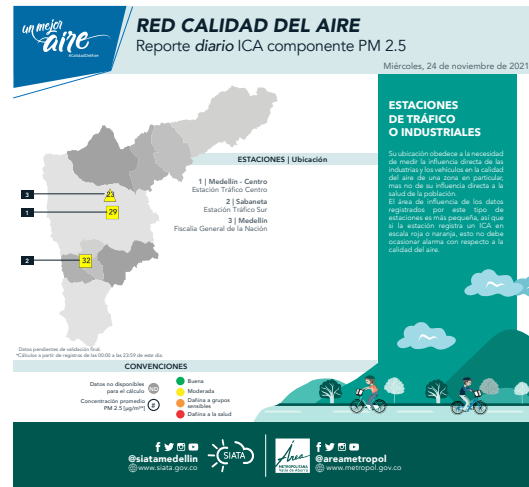 un mejor
aire
#CalidadDelAire
RED CALIDAD DEL AIRE
Reporte diario ICA componente PM 2.5
Miércoles, 24 de noviembre de 2021
ESTACIONES | Ubicación
1 | Medellín - Centro
Estación Tráfico Centro
2 | Sabaneta
Estación Tráfico Sur
3 | Medellín
Fiscalía General de la Nación
3
23
1
29
2
32
ESTACIONES
DE TRÁFICO
O INDUSTRIALES
Su ubicación obedece a la necesidad
de medir la influencia directa de las
industrias y los vehículos en la calidad
del aire de una zona en particular,
mas no de su influencia directa a la
salud de la población.
El área de influencia de los datos
registrados por este tipo de
estaciones es más pequeña, así que
si la estación registra un ICA en
escala roja o naranja, esto no debe
ocasionar alarma con respecto a la
calidad del aire.
Datos pendientes de validación final.
*Cálculos a partir de registros de las 00:00 a las 23:59 de este día.
CONVENCIONES
Datos no disponibles
para el cálculo
ND
Concentración promedio
PM 2.5 [µg/m³*]
#
Buena
Moderada
Dañina a grupos
sensibles
Dañina a la salud
@siatamedellin
www.siata.gov.co
SIATA
Área
METROPOLITANA
Valle de Aburrá
@areametropol
www.metropol.gov.co